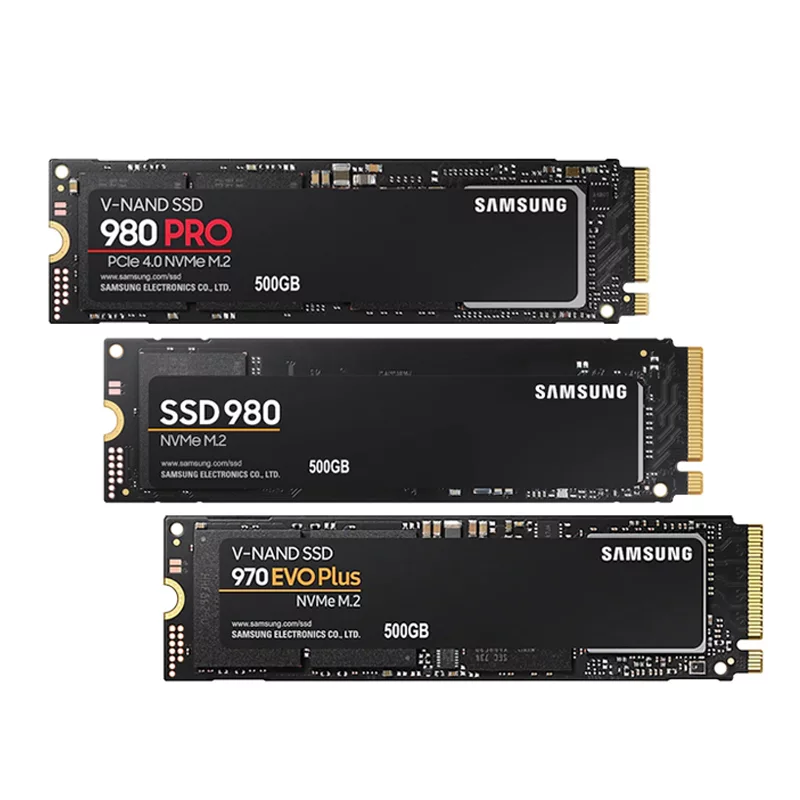 V-NAND SSD
SAMSUNG
980 PRO
PCIe 4.0 NVMe M.2
www.samsung.com/ssd
SAMSUNG ELECTRONICS CO., LTD.
500GB
SAMSUNG
SSD 980
NVMe M.2
www.samsung.com/ssd
SAMSUNG ELECTRONICS CO., LTD.
500GB
V-NAND SSD
SAMSUNG
970 EVO Plus
NVMe M.2
www.samsung.com/ssd
SAMSUNG ELECTRONICS CO., LTD.
500GB